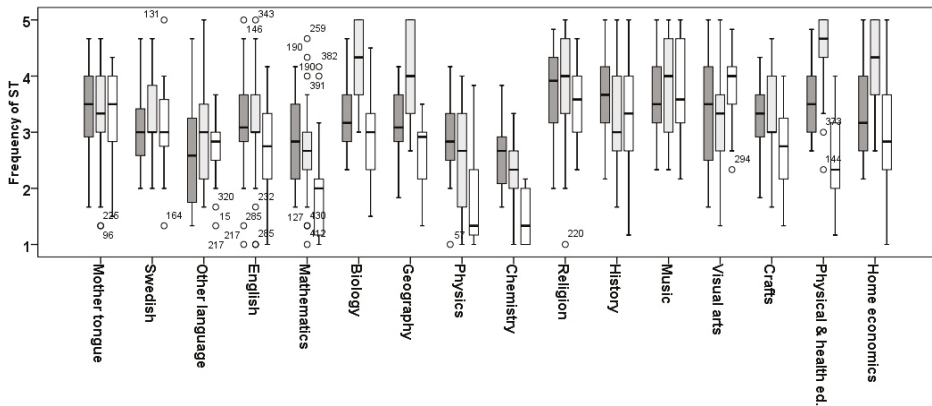 Frequency of ST
5
4
3
2
1
131
343
146
259
190
382
190
391
226
96
164
320
15
217
217
232
285
285
127
430
412
57
220
294
373
144
Mother tongue
Swedish
Other language
English
Mathematics
Biology
Geography
Physics
Chemistry
Religion
History
Music
Visual arts
Crafts
Physical & health ed.
Home economics